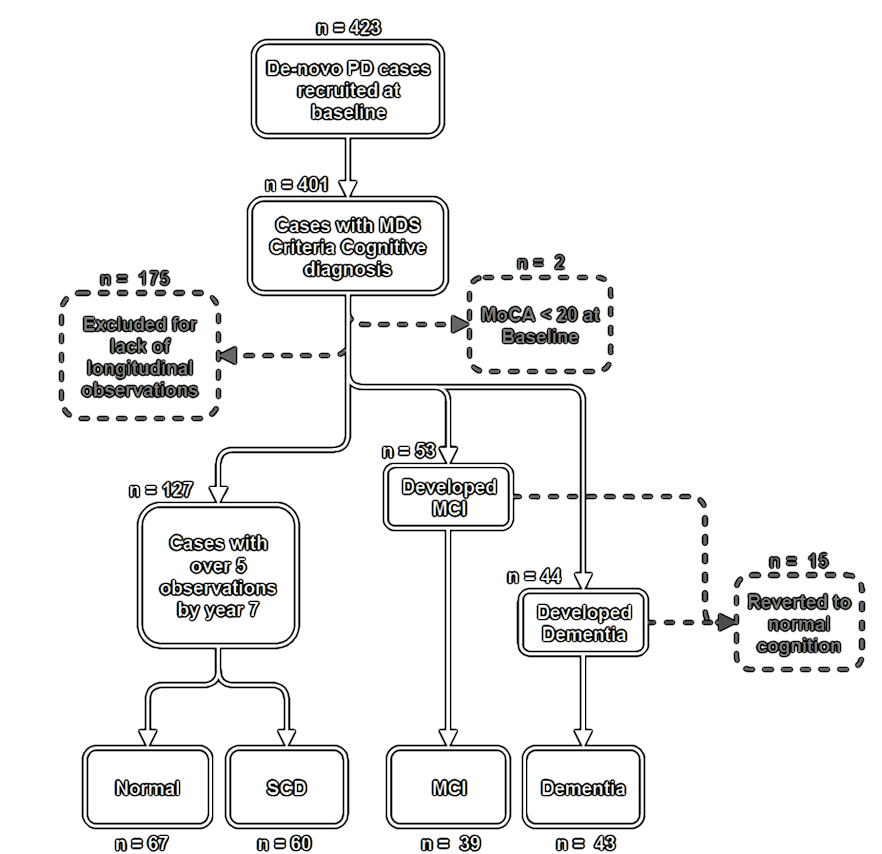 n = 423
De-novo PD cases
recruited at
baseline
n = 401
Cases with MDS
Criteria Cognitive
diagnosis
n = 2
MoCA < 20 at
Baseline
n = 175
Excluded for
lack of
longitudinal
observations
n = 53
Developed
MCI
n = 127
Cases with
over 5
observations
by year 7
n = 44
Developed
Dementia
n = 15
Reverted to
normal
cognition
Normal
SCD
MCI
Dementia
n = 67
n = 60
n = 39
n = 43